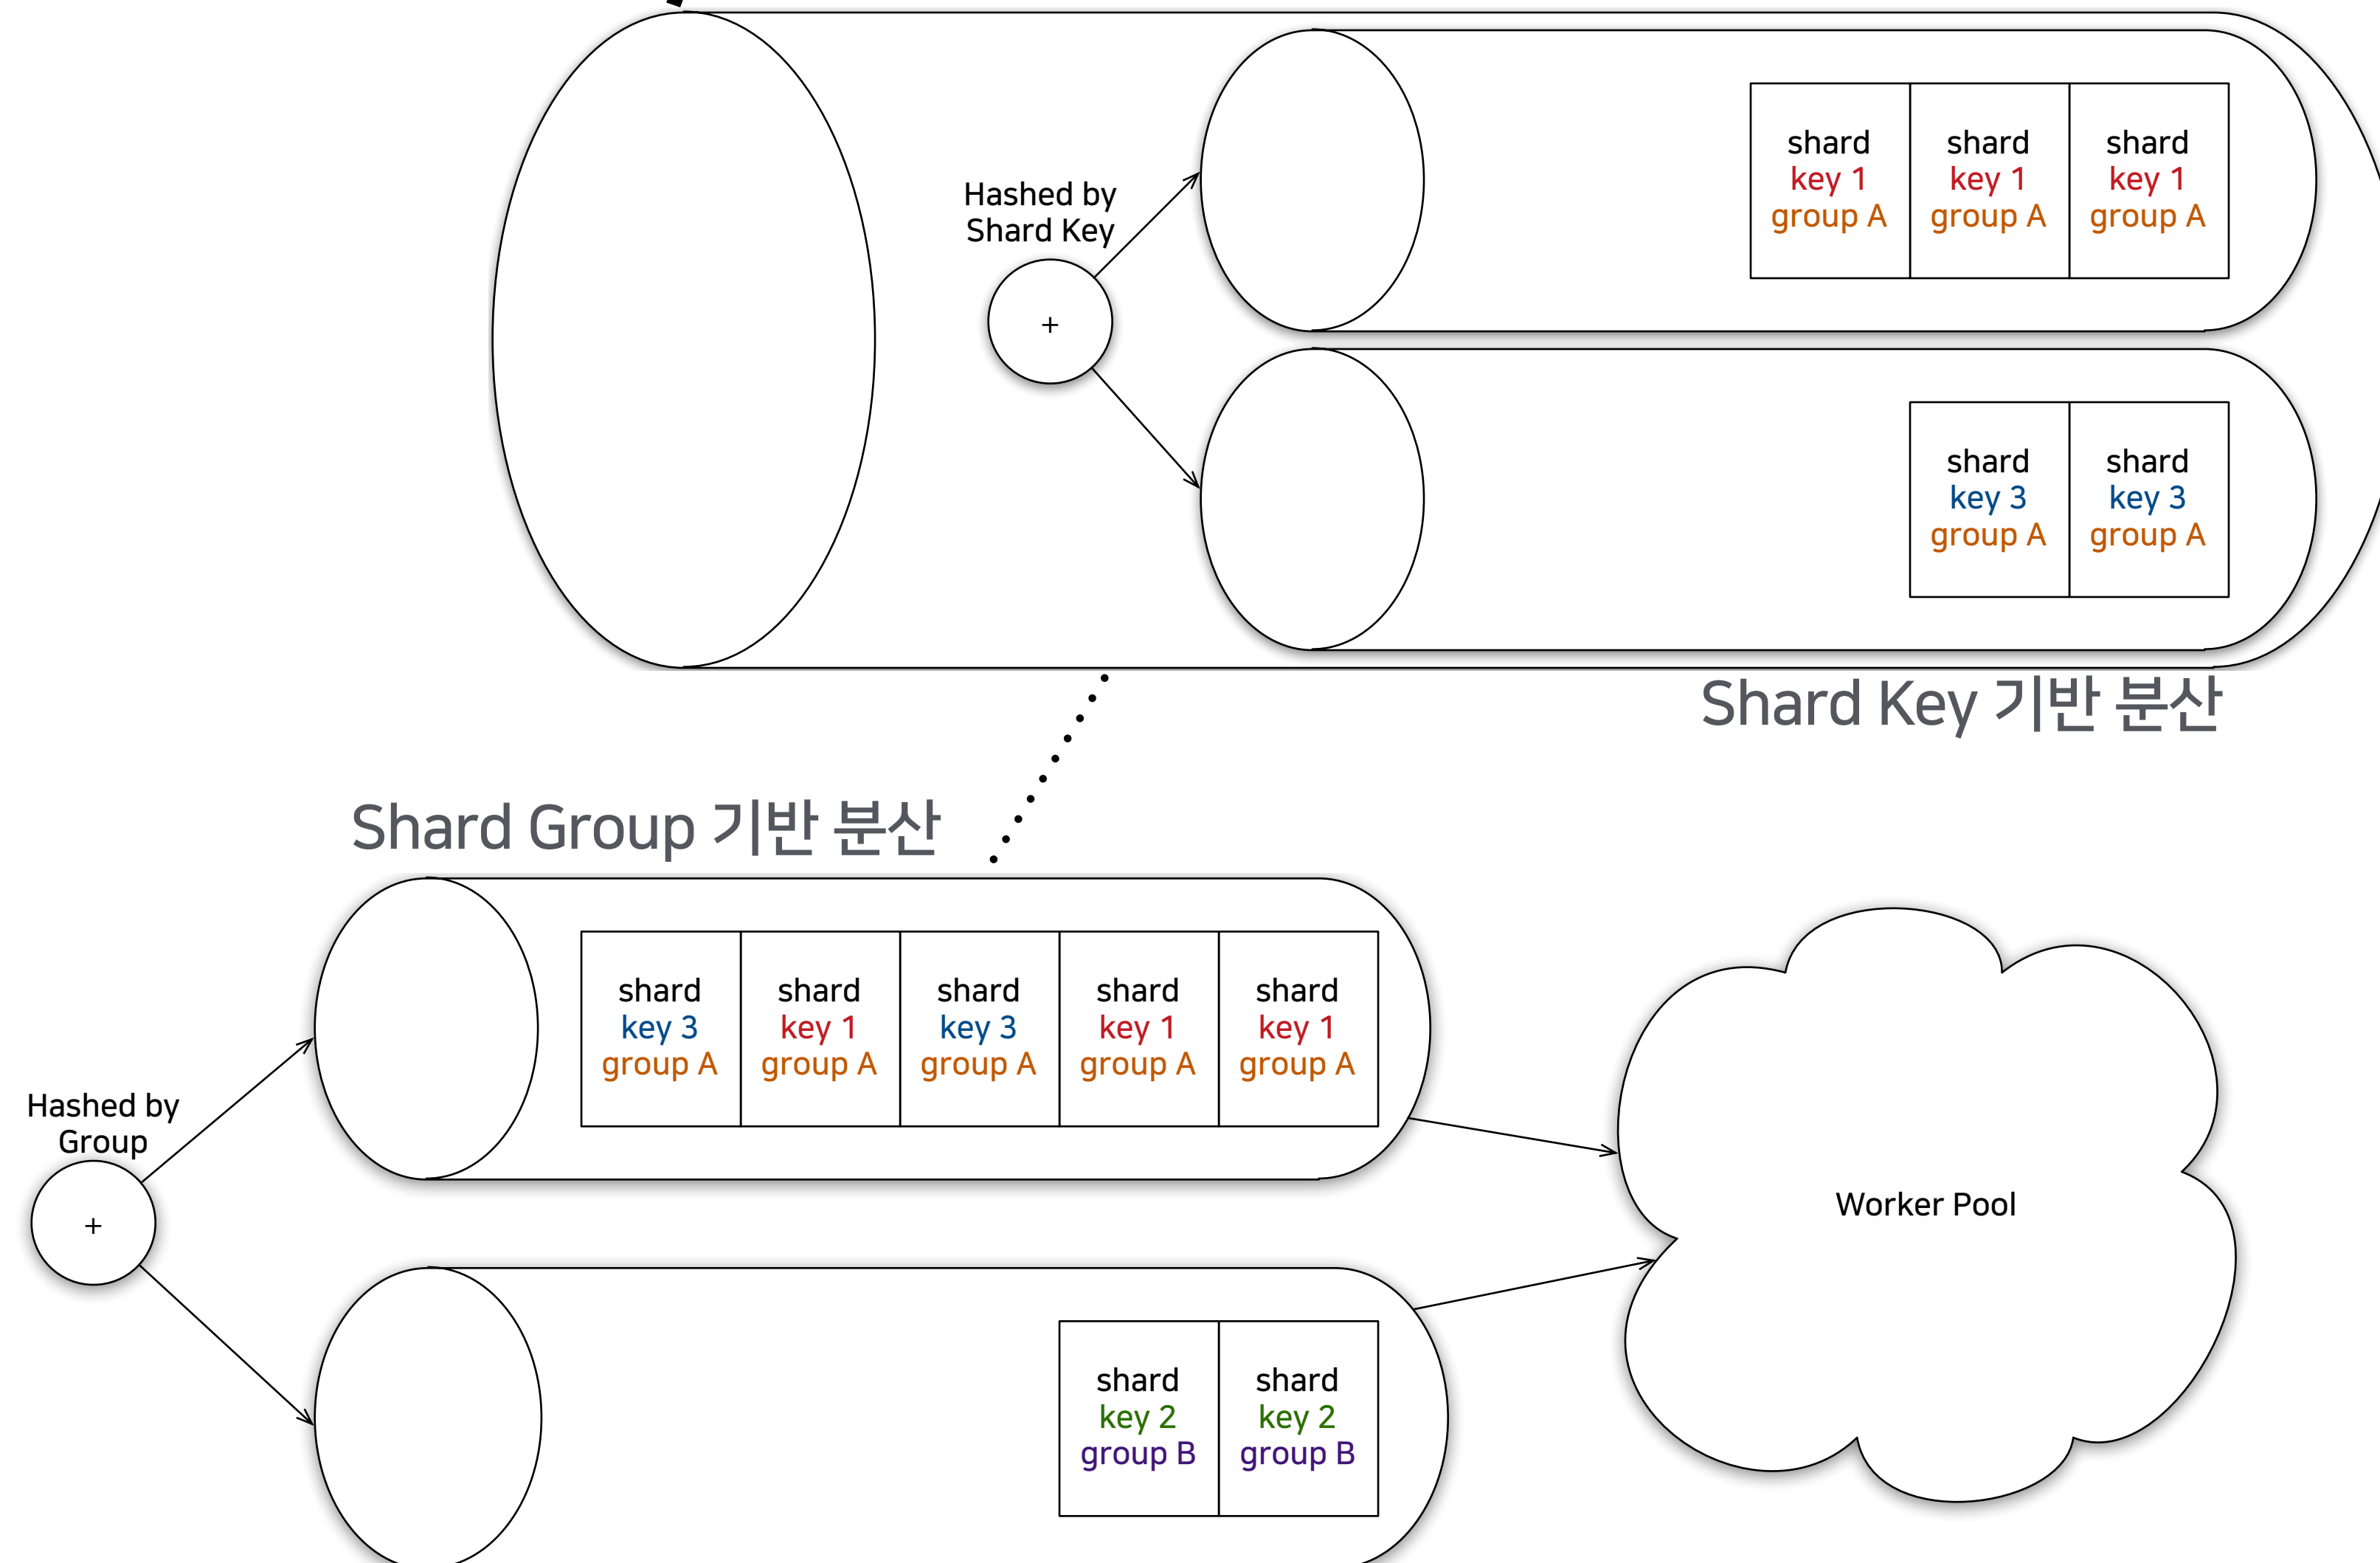 Hashed by
Shard Key
+
shard
key 1
group A
shard
key 1
group A
shard
key 1
group A
shard
key 3
group A
shard
key 3
group A
Shard Key 기반 분산
Shard Group 기반 분산
Hashed by
Group
+
shard
key 3
group A
shard
key 1
group A
shard
key 3
group A
shard
key 1
group A
shard
key 1
group A
shard
key 2
group B
shard
key 2
group B
Worker Pool